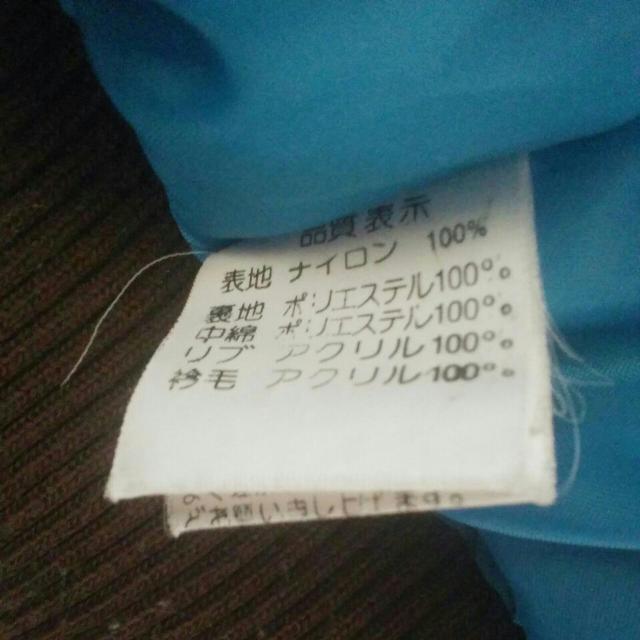 品質表示
表地 ナイロン 100%
裏地 ポリエステル100%
中綿 ポリエステル100%
リブ アクリル100%
衿毛 アクリル100%